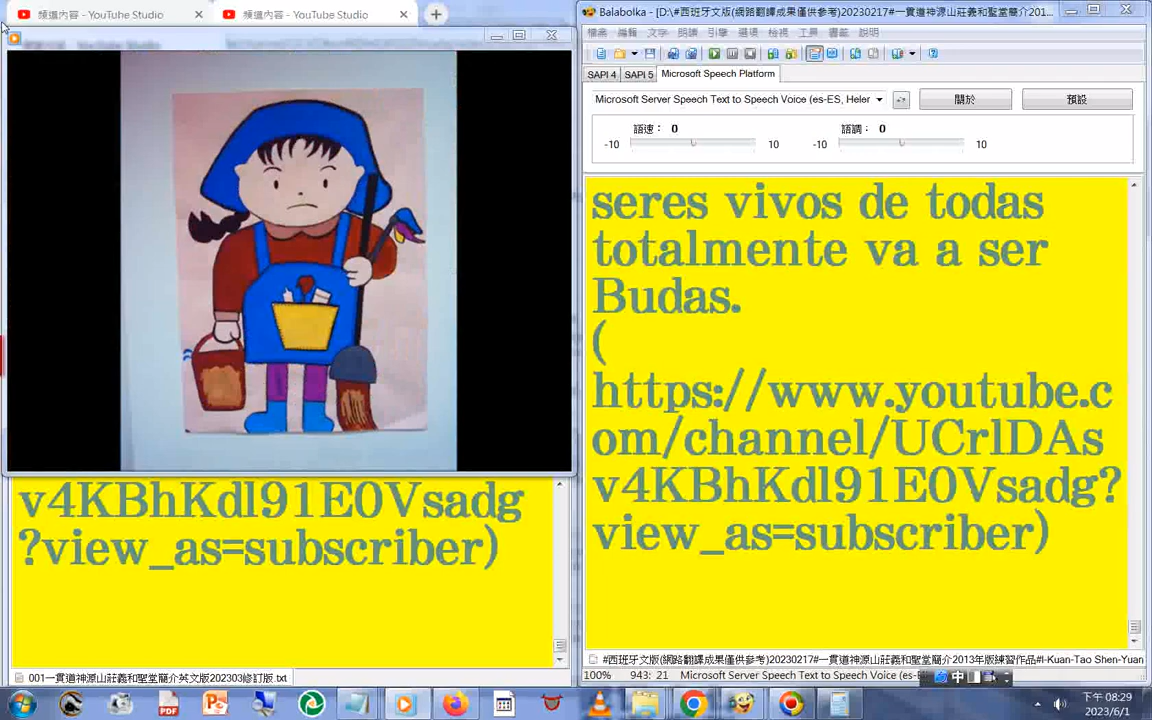 頻道內容 - YouTube Studio
頻道內容 - YouTube Studio
Balabolka - [D:\#西班牙文版(網路翻譯成果僅供參考)20230217#一貫道神源山莊義和聖堂簡介201...
檔案 編輯 文字 朗讀 引擎 選項 檢視 工具 書籤 說明
SAPI 4 SAPI 5 Microsoft Speech Platform
Microsoft Server Speech Text to Speech Voice (es-ES, Heler
關於
預設
語速： 0
語調： 0
-10 10 -10 10
seres vivos de todas
totalmente va a ser
Budas.
(
https://www.youtube.c
om/channel/UCrlDAs
v4KBhKdl91E0Vsadg?
view_as=subscriber)
v4KBhKdl91E0Vsadg
?view_as=subscriber)
001一貫道神源山莊義和聖堂簡介英文版202303修訂版.txt
#西班牙文版(網路翻譯成果僅供參考)20230217#一貫道神源山莊義和聖堂簡介2013年版練習作品#I-Kuan-Tao Shen-Yuan
100% 943: 21 Microsoft Server Speech Text to Speech Voice (es-E
中
PDF
下午 08:29
2023/6/1